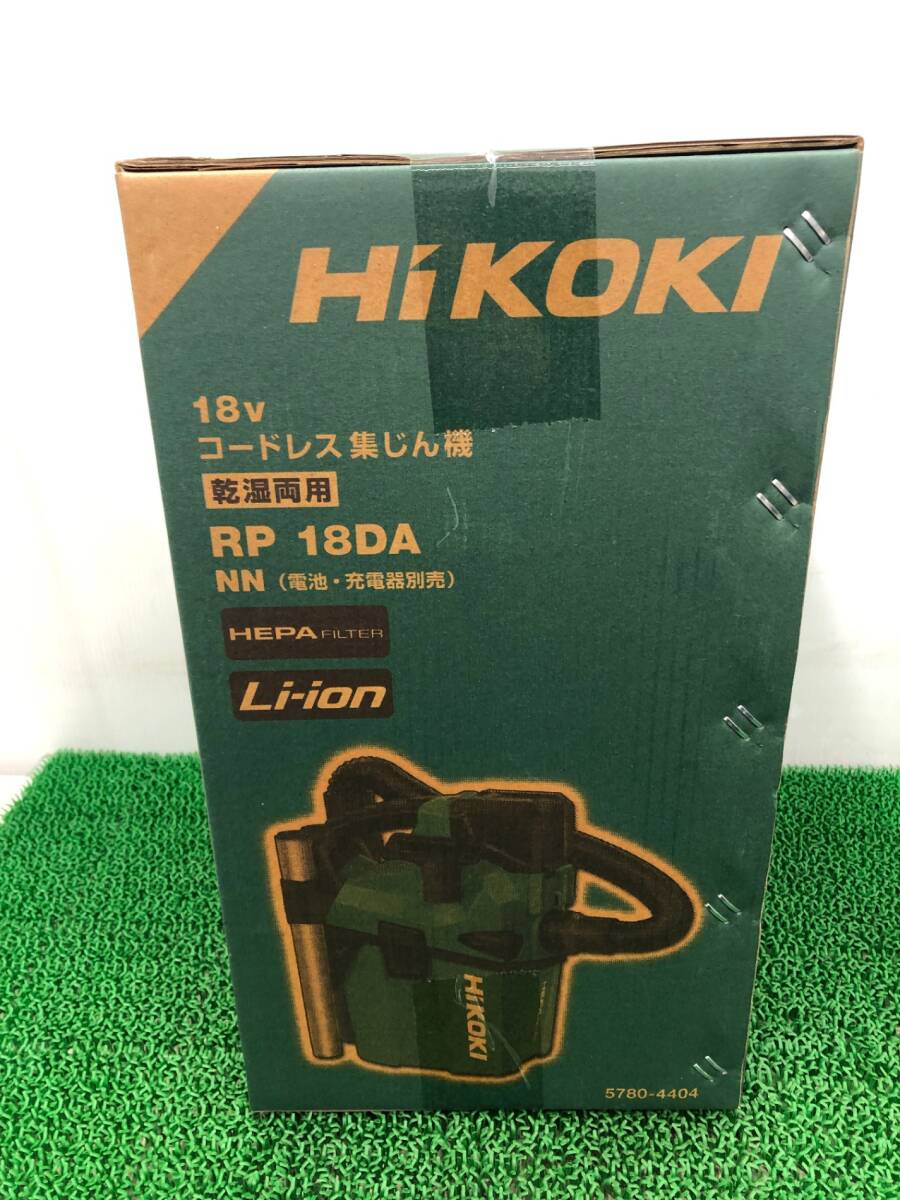 HiKOKI
18v
コードレス 集じん機
乾湿両用
RP 18DA
NN（電池・充電器別売）
HEPA FILTER
Li-ion
HiKOKI
5780-4404